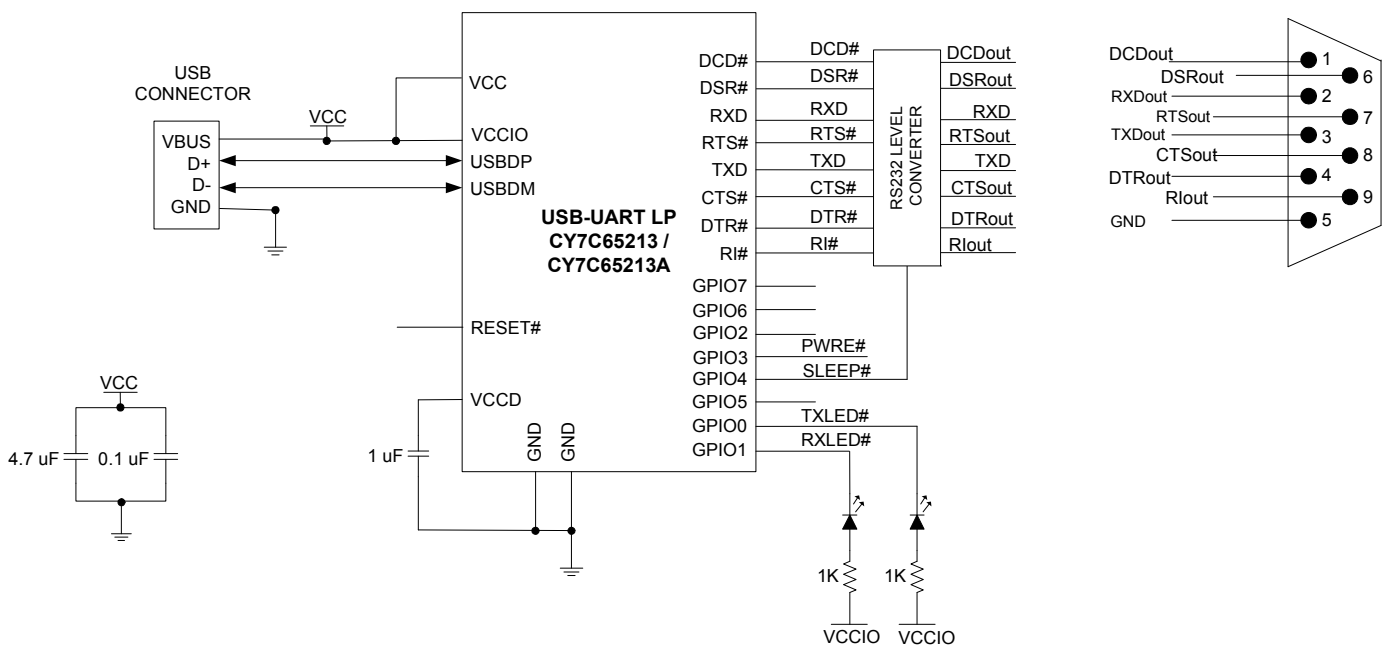 USB
CONNECTOR
VBUS
D+
D-
GND
VCC
VCC
VCCIO
USBDP
USBDM
RESET#
VCCD
GND
GND
USB-UART LP
CY7C65213 /
CY7C65213A
DCD#
DSR#
RXD
RTS#
TXD
CTS#
DTR#
RI#
GPIO7
GPIO6
GPIO2
GPIO3
GPIO4
GPIO5
GPIO0
GPIO1
DCD#
DSR#
RXD
RTS#
TXD
CTS#
DTR#
RI#
PWRE#
SLEEP#
TXLED#
RXLED#
RS232 LEVEL
CONVERTER
DCDout
DSRout
RXD
RTSout
TXD
CTSout
DTRout
RIout
DCDout 1
DSRout 6
RXDout 2
RTSout 7
TXDout 3
CTSout 8
DTRout 4
RIout 9
GND 5
VCC
4.7 uF
0.1 uF
1 uF
1K
1K
VCCIO
VCCIO